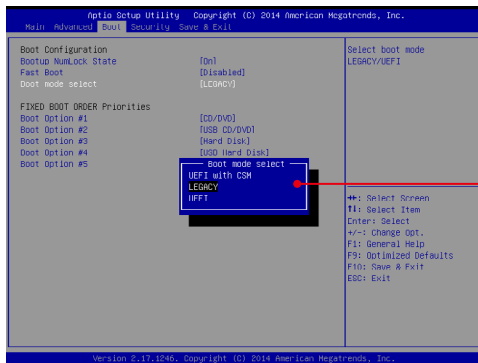 Aptio Setup Utility Copyright (C) 2014 American Megatrends, Inc.
Main Advanced Boot Security Save & Exit
Boot Configuration
Bootup NumLock State [On]
Fast Boot [Disabled]
Boot mode select [LEGACY]
FIXED BOOT ORDER Priorities
Boot Option #1 [CD/DVD]
Boot Option #2 [USB CD/DVD]
Boot Option #3 [Hard Disk]
Boot Option #4 [USB Hard Disk]
Boot Option #5
Boot mode select
UEFI with CSM
LEGACY
UEFI
Select boot mode
LEGACY/UEFI
↔: Select Screen
↑↓: Select Item
Enter: Select
+/-: Change Opt.
F1: General Help
F9: Optimized Defaults
F10: Save & Exit
ESC: Exit
Version 2.17.1246. Copyright (C) 2014 American Megatrends, Inc.